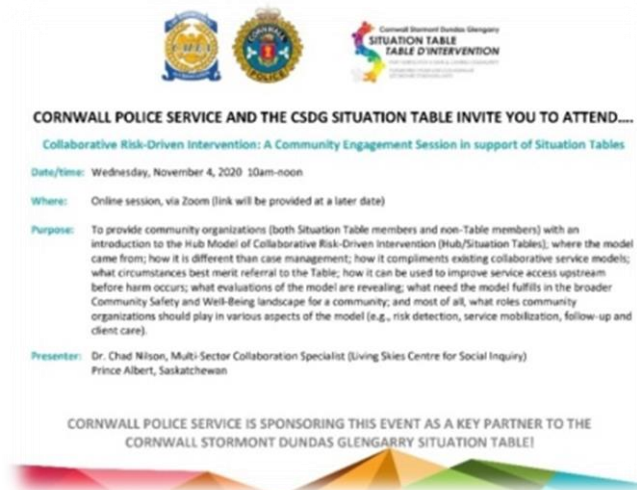 CORNWALL
POLICE
Cornwall Stormont Dundas Glengarry
SITUATION TABLE
TABLE D'INTERVENTION
CORNWALL POLICE SERVICE AND THE CSDG SITUATION TABLE INVITE YOU TO ATTEND....
Collaborative Risk-Driven Intervention: A Community Engagement Session in support of Situation Tables
Date/time: Wednesday, November 4, 2020 10am-noon
Where: Online session, via Zoom (link will be provided at a later date)
Purpose: To provide community organizations (both Situation Table members and non-Table members) with an
introduction to the Hub Model of Collaborative Risk-Driven Intervention (Hub/Situation Tables); where the model
came from; how it is different than case management; how it compliments existing collaborative service models;
what circumstances best merit referral to the Table; how it can be used to improve service access upstream
before harm occurs; what evaluations of the model are revealing; what need the model fulfills in the broader
Community Safety and Well-Being landscape for a community; and most of all, what roles community
organizations should play in various aspects of the model (e.g., risk detection, service mobilization, follow-up and
client care).
Presenter: Dr. Chad Nilson, Multi-Sector Collaboration Specialist (Living Skies Centre for Social Inquiry)
Prince Albert, Saskatchewan
CORNWALL POLICE SERVICE IS SPONSORING THIS EVENT AS A KEY PARTNER TO THE
CORNWALL STORMONT DUNDAS GLENGARRY SITUATION TABLE!